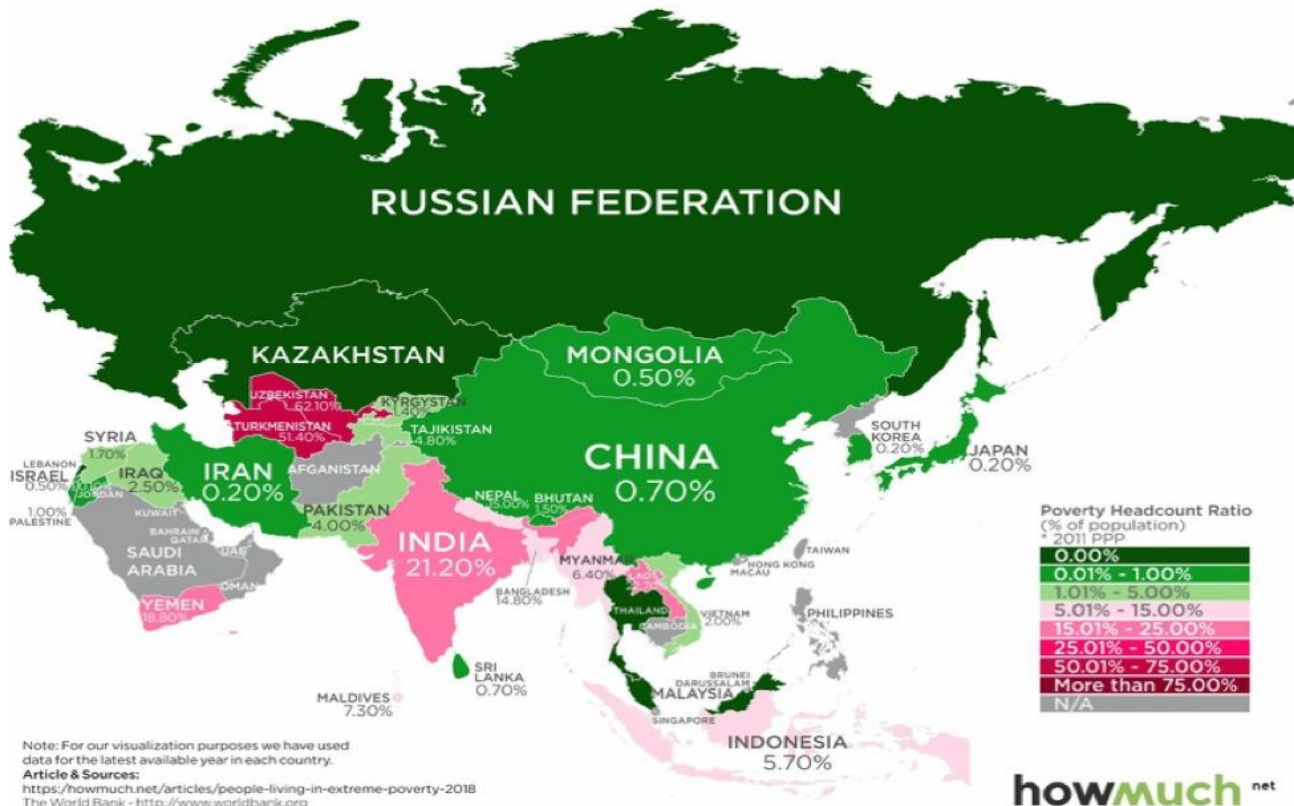 RUSSIAN FEDERATION
KAZAKHSTAN
MONGOLIA
0.50%
UZBEKISTAN
62.10%
KYRGYSTAN
1.40%
TURKMENISTAN
51.40%
TAJIKISTAN
4.80%
SYRIA
1.70%
LEBANON
ISRAEL
0.50%
JORDAN
IRAQ
2.50%
IRAN
0.20%
AFGANISTAN
CHINA
0.70%
SOUTH
KOREA
0.20%
JAPAN
0.20%
1.00%
PALESTINE
KUWAIT
BAHRAIN
QATAR
UAE
SAUDI
ARABIA
OMAN
YEMEN
18.80%
PAKISTAN
4.00%
NEPAL
15.00%
BHUTAN
1.50%
INDIA
21.20%
BANGLADESH
14.80%
MYANMAR
6.40%
LAOS
THAILAND
CAMBODIA
VIETNAM
2.00%
TAIWAN
HONG KONG
MACAU
PHILIPPINES
SRI
LANKA
0.70%
MALDIVES
7.30%
BRUNEI
DARUSSALAM
MALAYSIA
SINGAPORE
INDONESIA
5.70%
Poverty Headcount Ratio
(% of population)
* 2011 PPP
0.00%
0.01% - 1.00%
1.01% - 5.00%
5.01% - 15.00%
15.01% - 25.00%
25.01% - 50.00%
50.01% - 75.00%
More than 75.00%
N/A
Note: For our visualization purposes we have used
data for the latest available year in each country.
Article & Sources:
https:/howmuch.net/articles/people-living-in-extreme-poverty-2018
The World Bank - http://www.worldbank.org
howmuch net